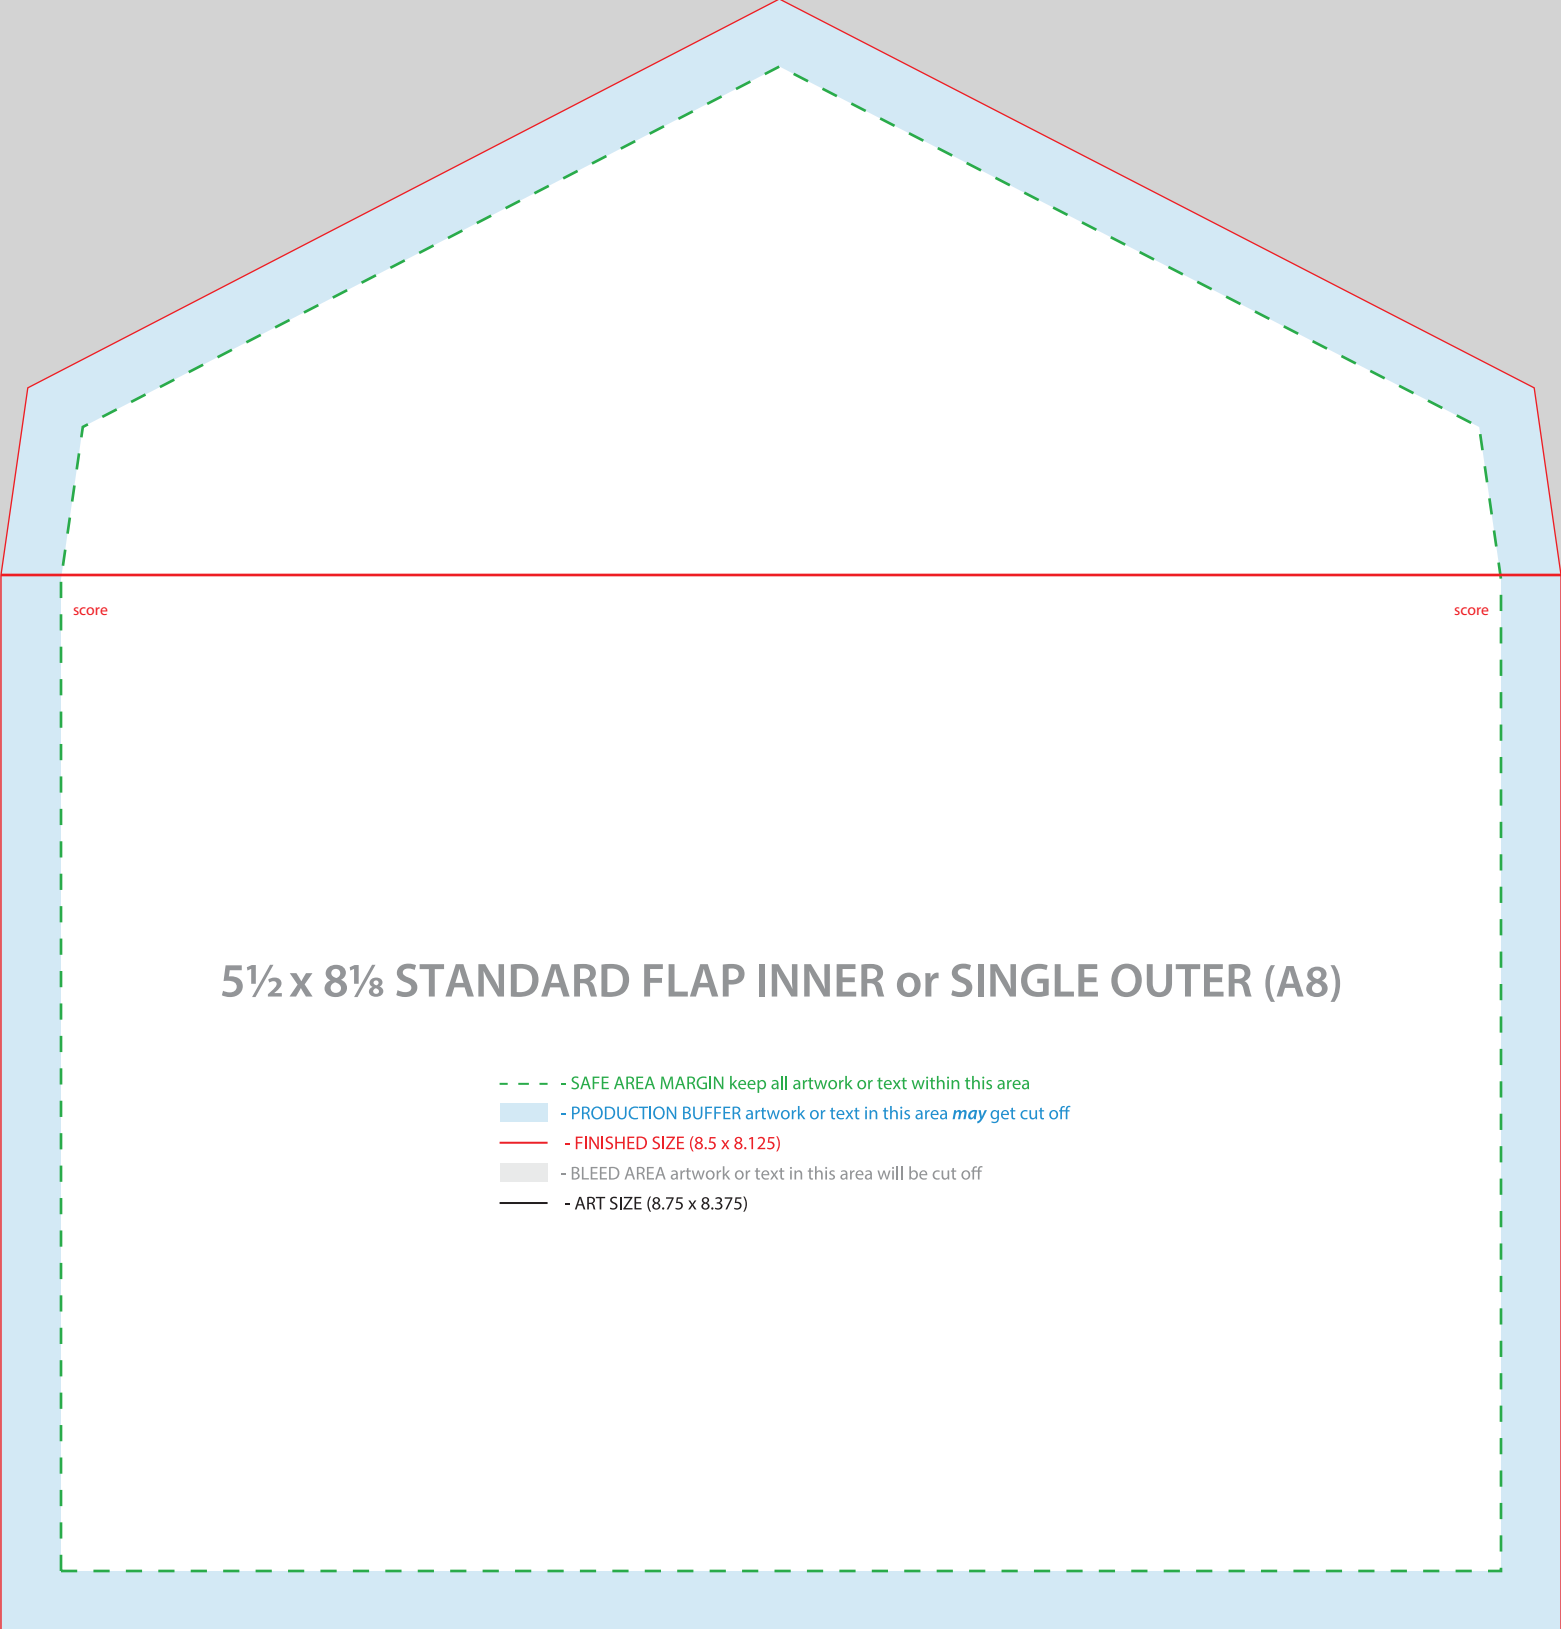 score
score
5½ x 8⅛ STANDARD FLAP INNER or SINGLE OUTER (A8)
- SAFE AREA MARGIN keep all artwork or text within this area
- PRODUCTION BUFFER artwork or text in this area may get cut off
- FINISHED SIZE (8.5 x 8.125)
- BLEED AREA artwork or text in this area will be cut off
- ART SIZE (8.75 x 8.375)